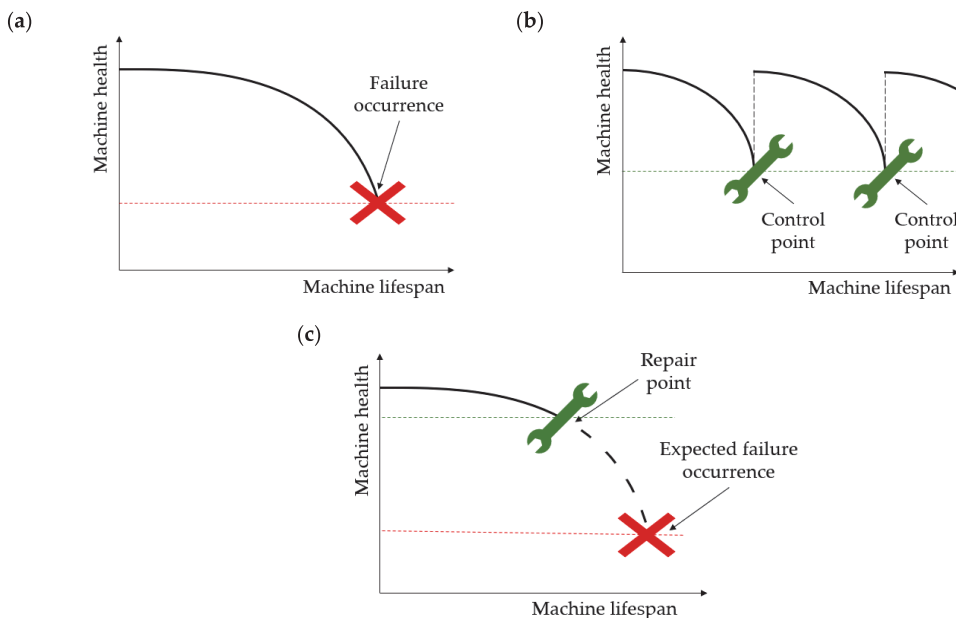 (a)
Machine health
Failure
occurrence
Machine lifespan
(b)
Machine health
Control
point
Control
point
Machine lifespan
(c)
Machine health
Repair
point
Expected failure
occurrence
Machine lifespan